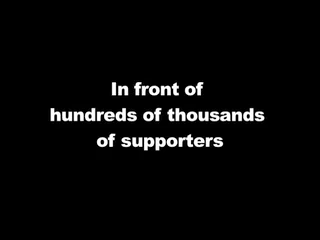 In front of
hundreds of thousands
of supporters